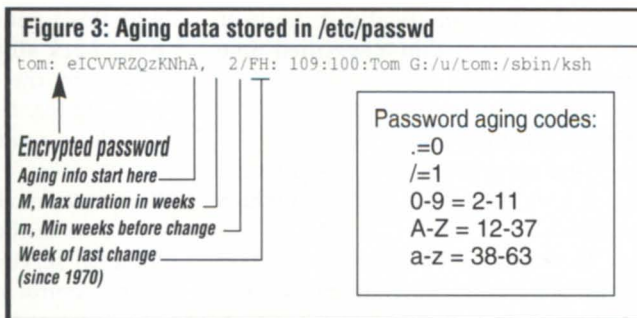 Figure 3: Aging data stored in /etc/passwd
tom: eICVVRZQzKNhA, 2/FH: 109:100:Tom G:/u/tom:/sbin/ksh
Encrypted password
Aging info start here
M, Max duration in weeks
m, Min weeks before change
Week of last change
(since 1970)
Password aging codes:
.=0
/=1
0-9 = 2-11
A-Z = 12-37
a-z = 38-63